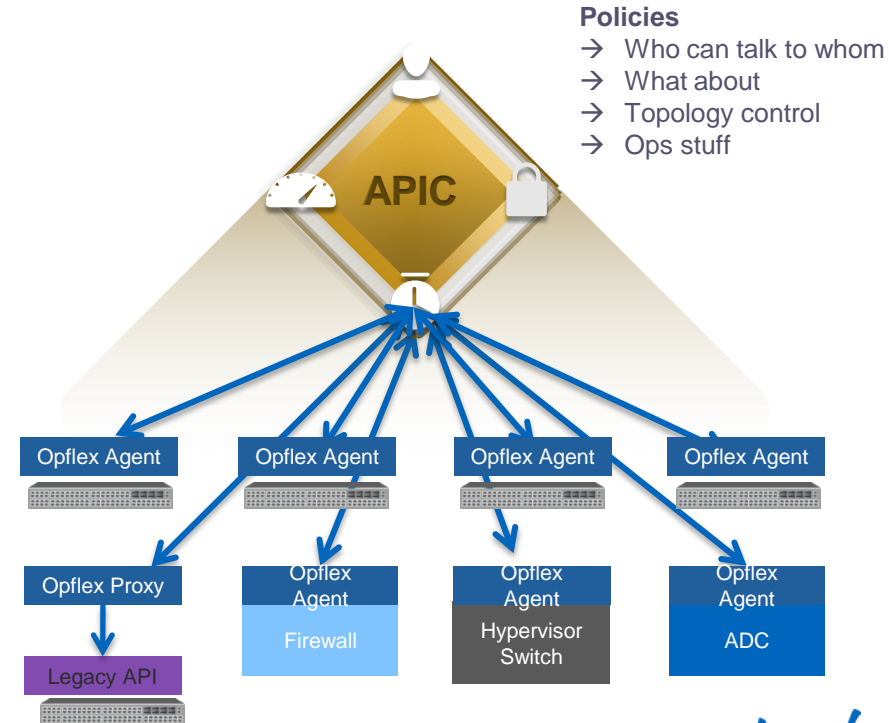 Policies
→ Who can talk to whom
→ What about
→ Topology control
→ Ops stuff
APIC
Opflex Agent
Opflex Agent
Opflex Agent
Opflex Agent
Opflex Proxy
Opflex
Agent
Opflex
Agent
Opflex
Agent
Firewall
Hypervisor
Switch
ADC
Legacy API